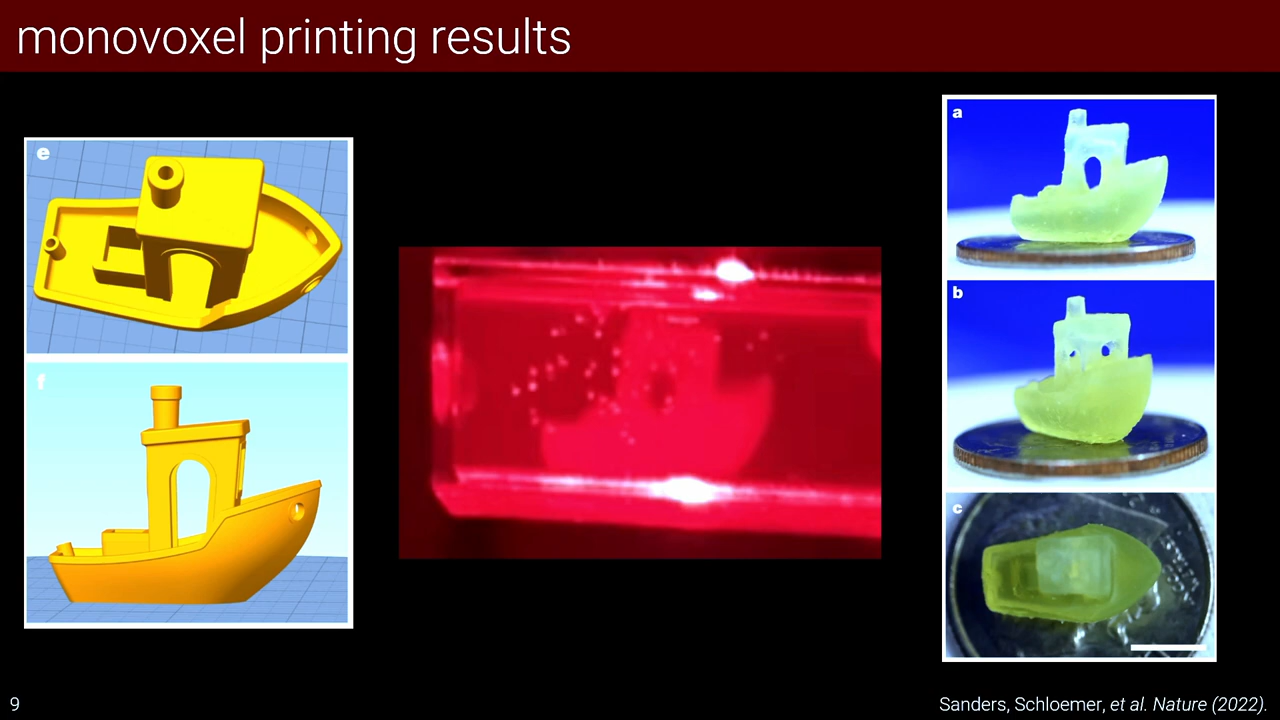 monovoxel printing results
e
f
a
b
c
9
Sanders, Schloemer, et al. Nature (2022).